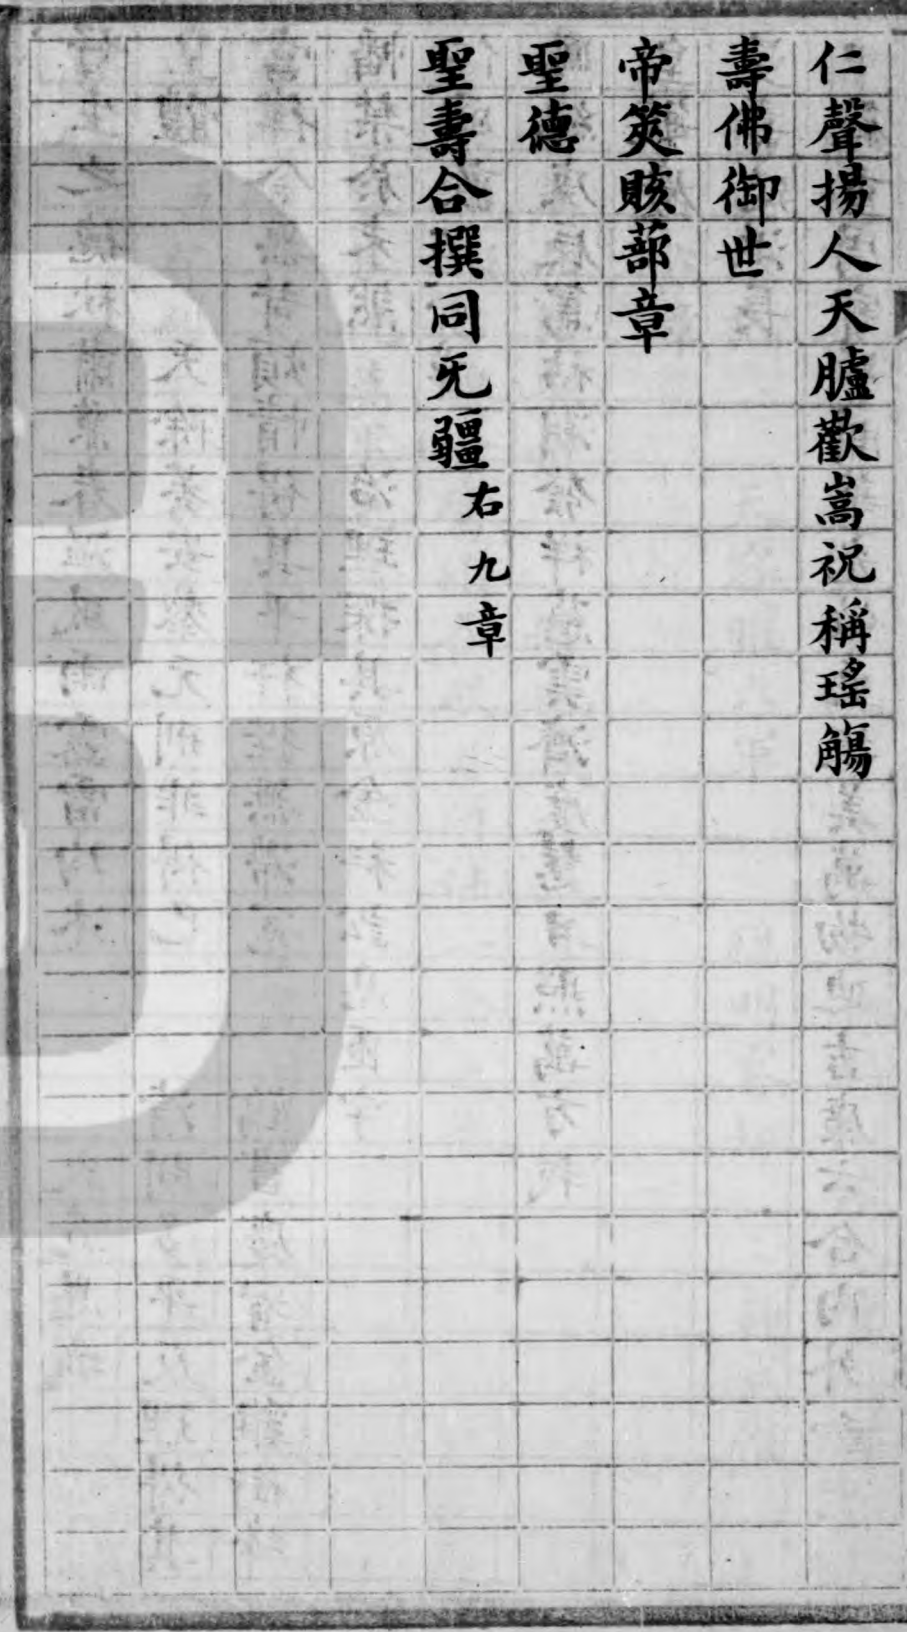 仁聲揚人天臚歡嵩祝稱瑤觴
壽佛御世
帝筴賅蔀章
聖德
聖壽合撰同旡疆右九章